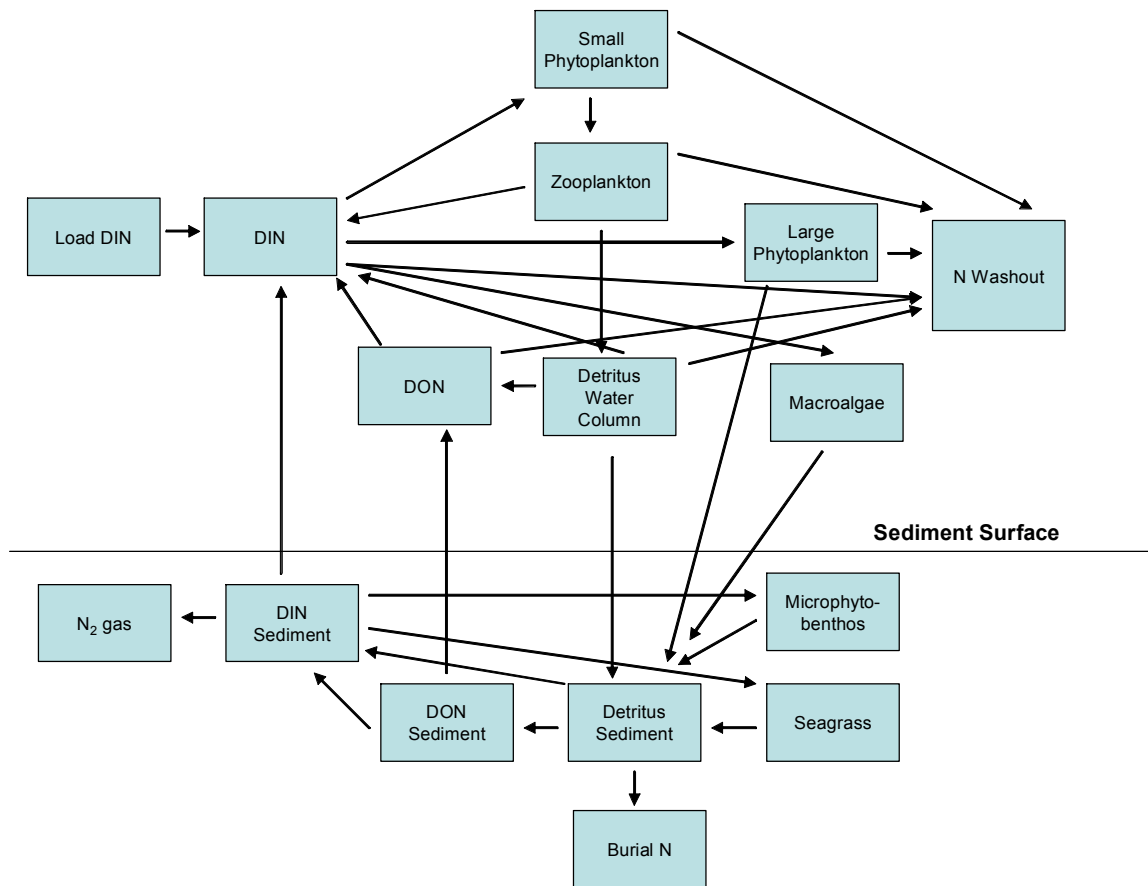 Small
Phytoplankton
Zooplankton
Load DIN
DIN
Large
Phytoplankton
N Washout
DON
Detritus
Water
Column
Macroalgae
Sediment Surface
N₂ gas
DIN
Sediment
Microphyto-
benthos
DON
Sediment
Detritus
Sediment
Seagrass
Burial N